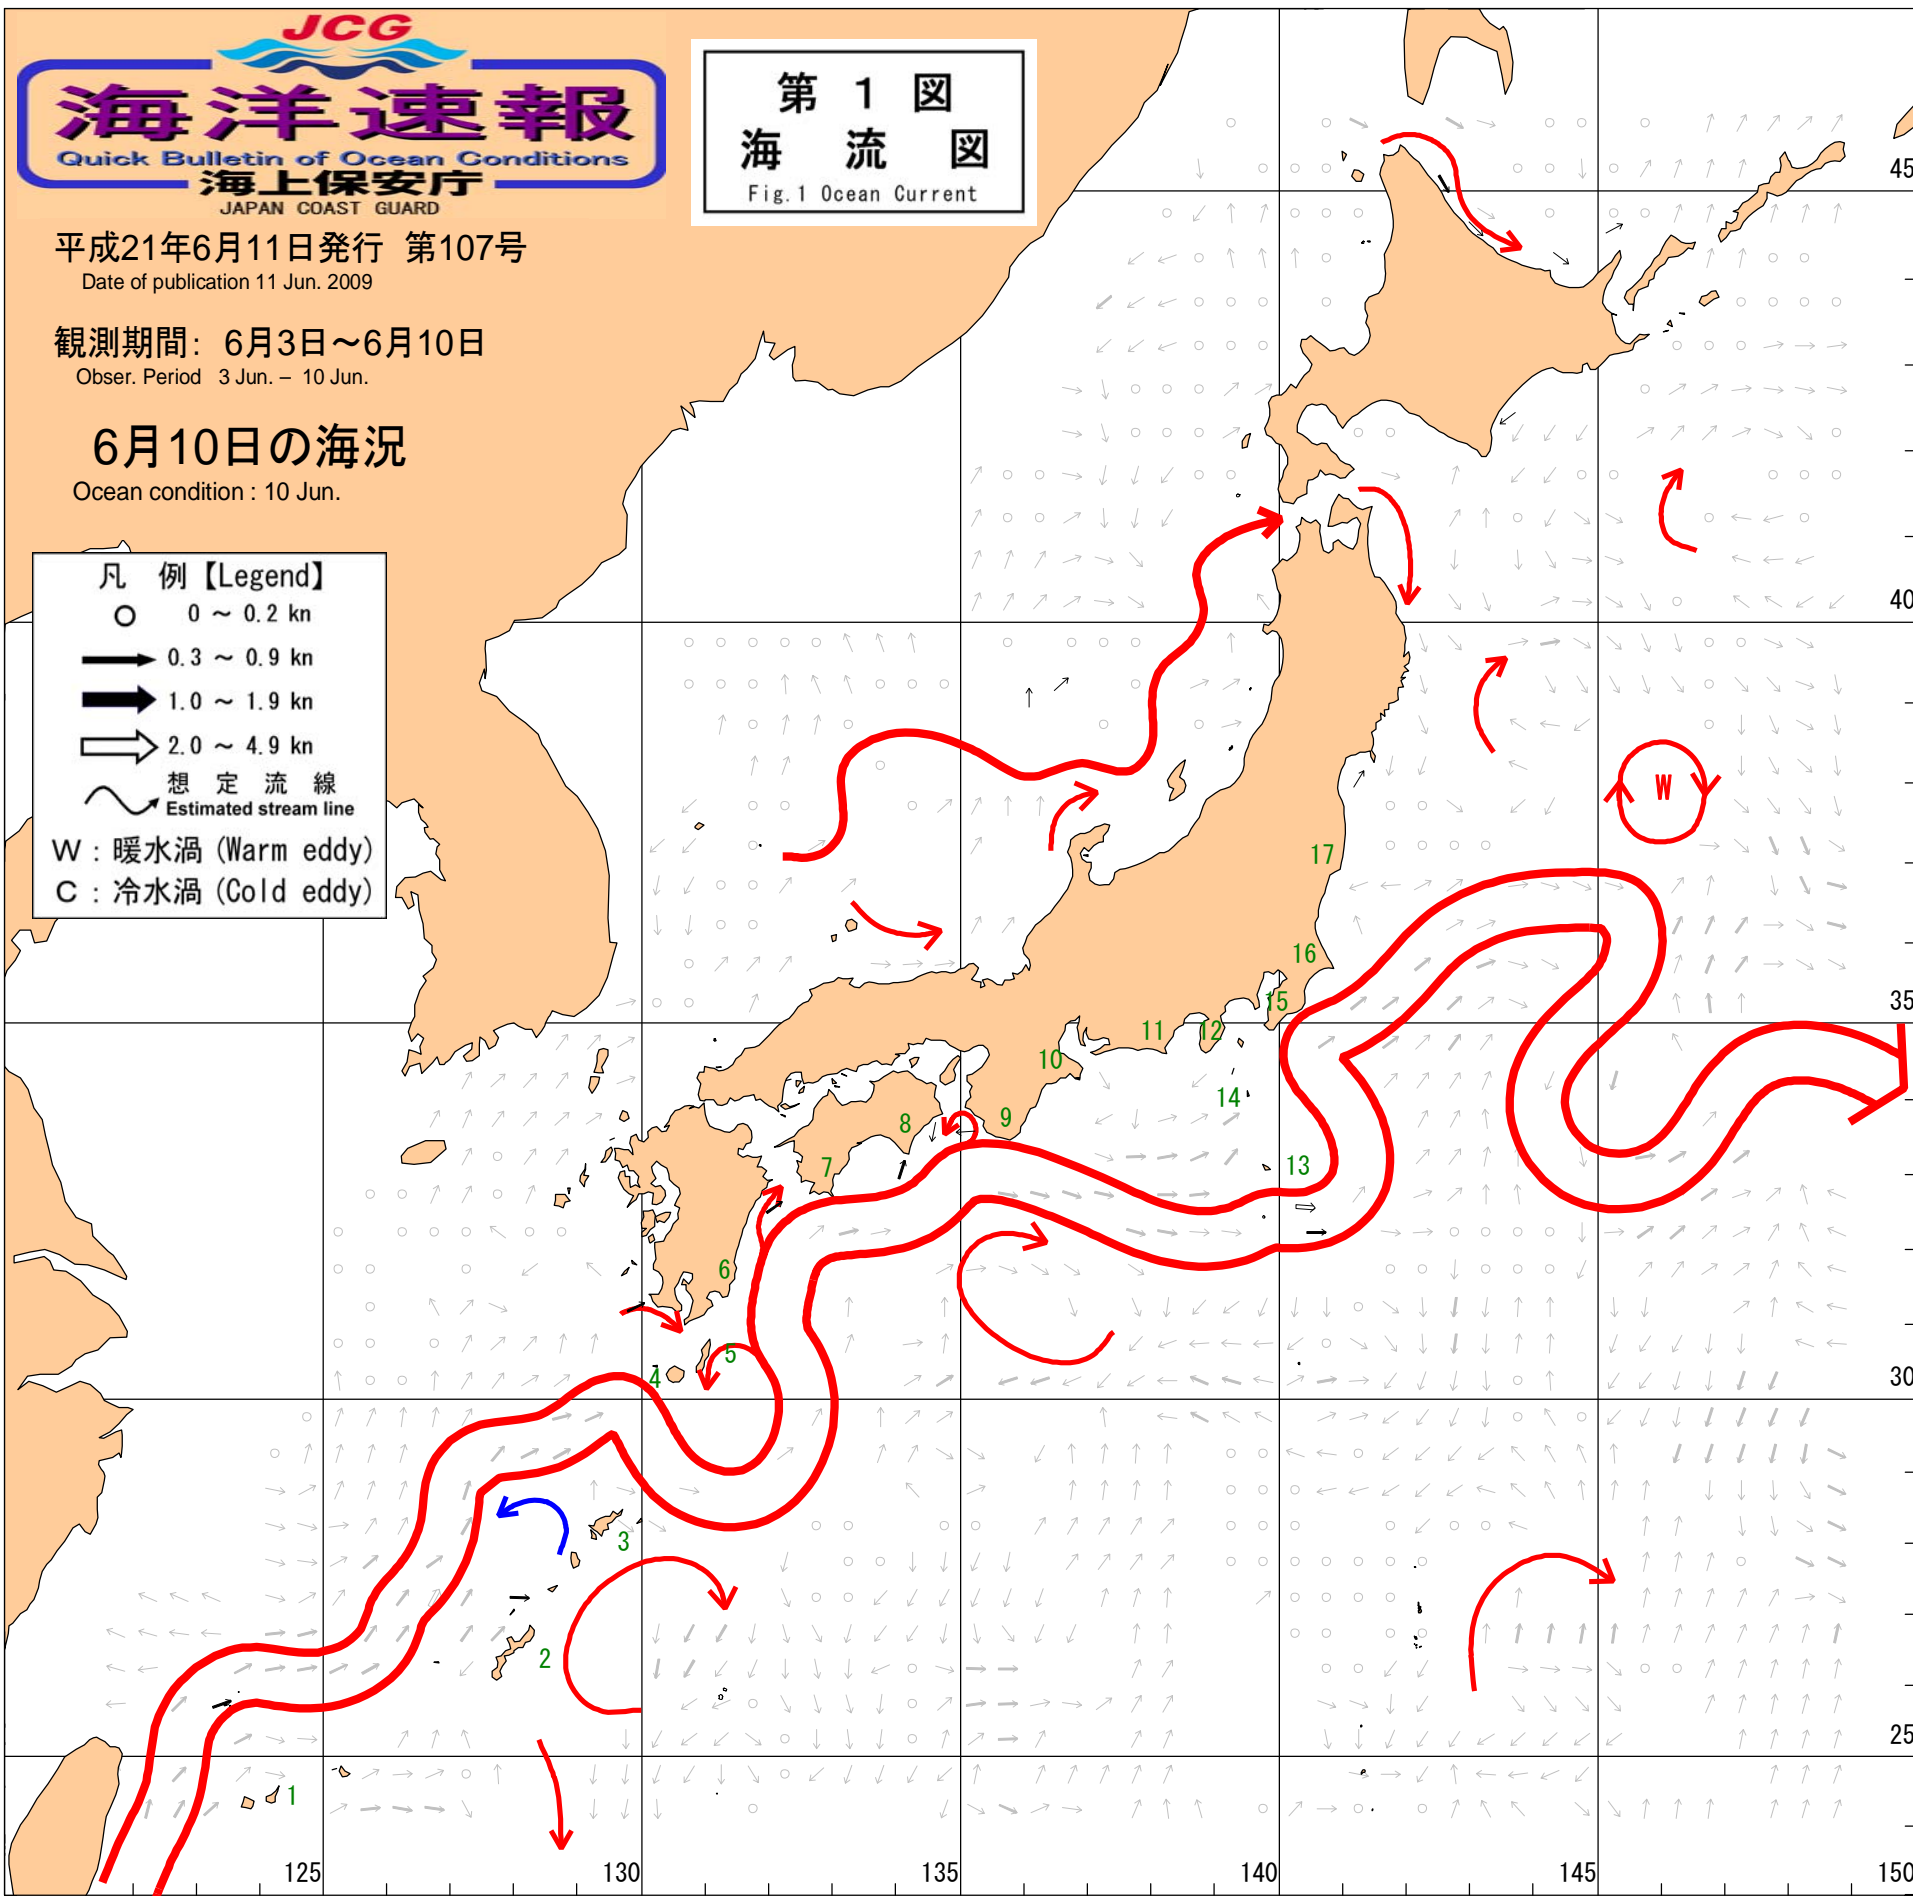 JCG
海洋速報
Quick Bulletin of Ocean Conditions
海上保安庁
JAPAN COAST GUARD
第 1 図
海 流 図
Fig.1 Ocean Current
平成21年6月11日発行 第107号
Date of publication 11 Jun. 2009
観測期間： 6月3日～6月10日
Obser. Period 3 Jun. – 10 Jun.
6月10日の海況
Ocean condition : 10 Jun.
凡 例【Legend】
0 ～ 0.2 kn
0.3 ～ 0.9 kn
1.0 ～ 1.9 kn
2.0 ～ 4.9 kn
想 定 流 線
Estimated stream line
W : 暖水渦 (Warm eddy)
C : 冷水渦 (Cold eddy)
45
40
W
17
16
35
15
12
11
10
14
9
8
13
7
6
5
4
30
3
2
25
1
125
130
135
140
145
150